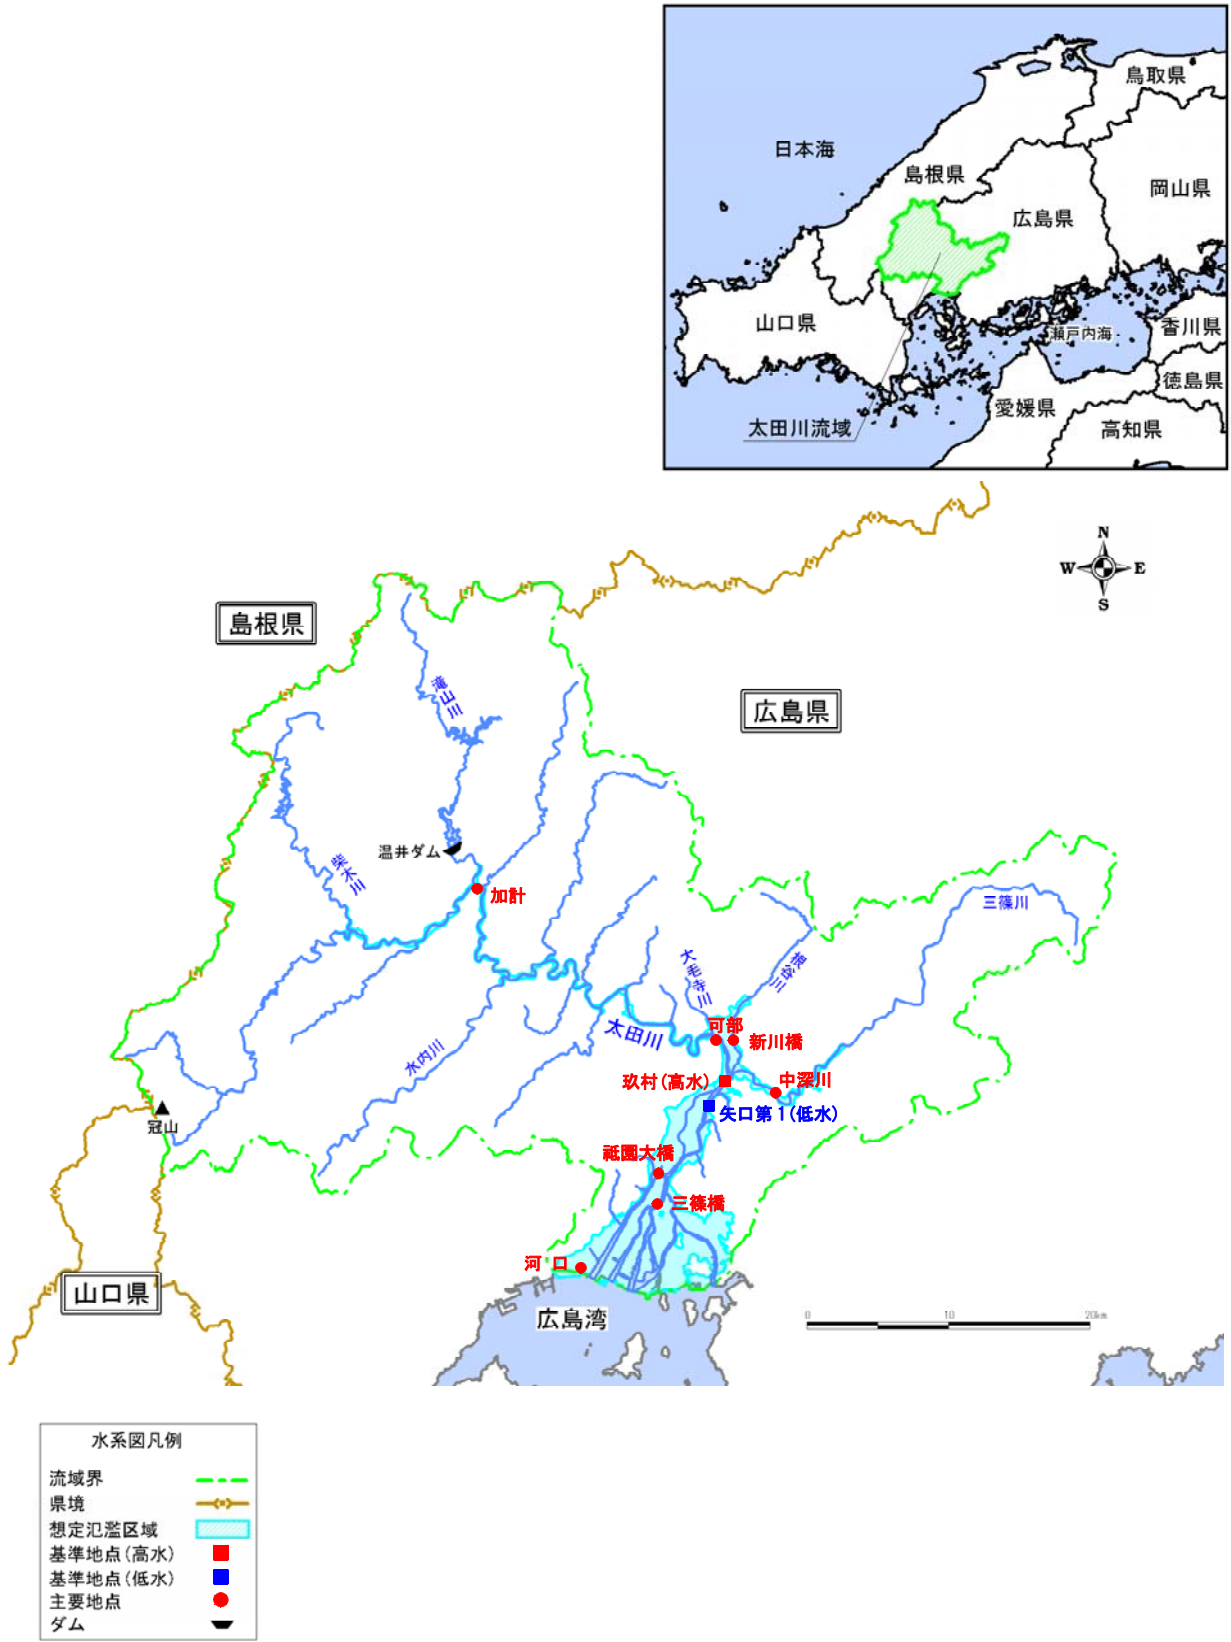 鳥取県
日本海
島根県
岡山県
広島県
山口県
瀬戸内海
香川県
徳島県
愛媛県
高知県
太田川流域
N
W
E
S
島根県
広島県
滝山川
温井ダム
柴木川
加計
三篠川
大毛寺川
根谷川
太田川
可部
新川橋
水内川
玖村(高水)
中深川
矢口第1(低水)
冠山
祗園大橋
三篠橋
河口
山口県
広島湾
0
10
20km
水系図凡例
流域界
県境
想定氾濫区域
基準地点(高水)
基準地点(低水)
主要地点
ダム